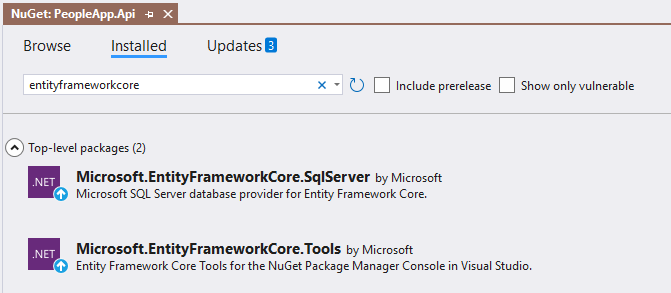 NuGet: PeopleApp.Api
Browse Installed Updates 3
entityframeworkcore Include prerelease Show only vulnerable
Top-level packages (2)
.NET Microsoft.EntityFrameworkCore.SqlServer by Microsoft
Microsoft SQL Server database provider for Entity Framework Core.
.NET Microsoft.EntityFrameworkCore.Tools by Microsoft
Entity Framework Core Tools for the NuGet Package Manager Console in Visual Studio.